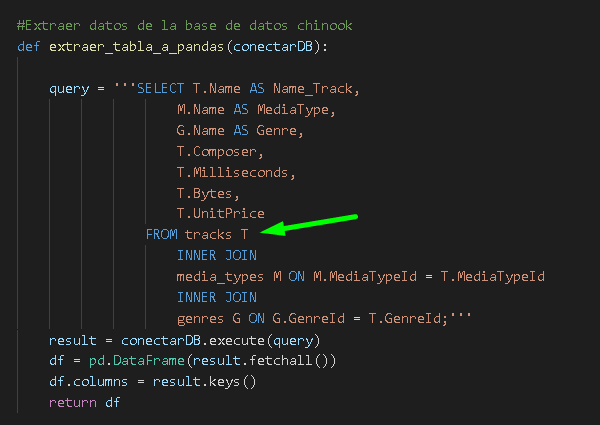 #Extraer datos de la base de datos chinook
def extraer_tabla_a_pandas(conectarDB):
query = '''SELECT T.Name AS Name_Track,
M.Name AS MediaType,
G.Name AS Genre,
T.Composer,
T.Milliseconds,
T.Bytes,
T.UnitPrice
FROM tracks T
INNER JOIN
media_types M ON M.MediaTypeId = T.MediaTypeId
INNER JOIN
genres G ON G.GenreId = T.GenreId;'''
result = conectarDB.execute(query)
df = pd.DataFrame(result.fetchall())
df.columns = result.keys()
return df